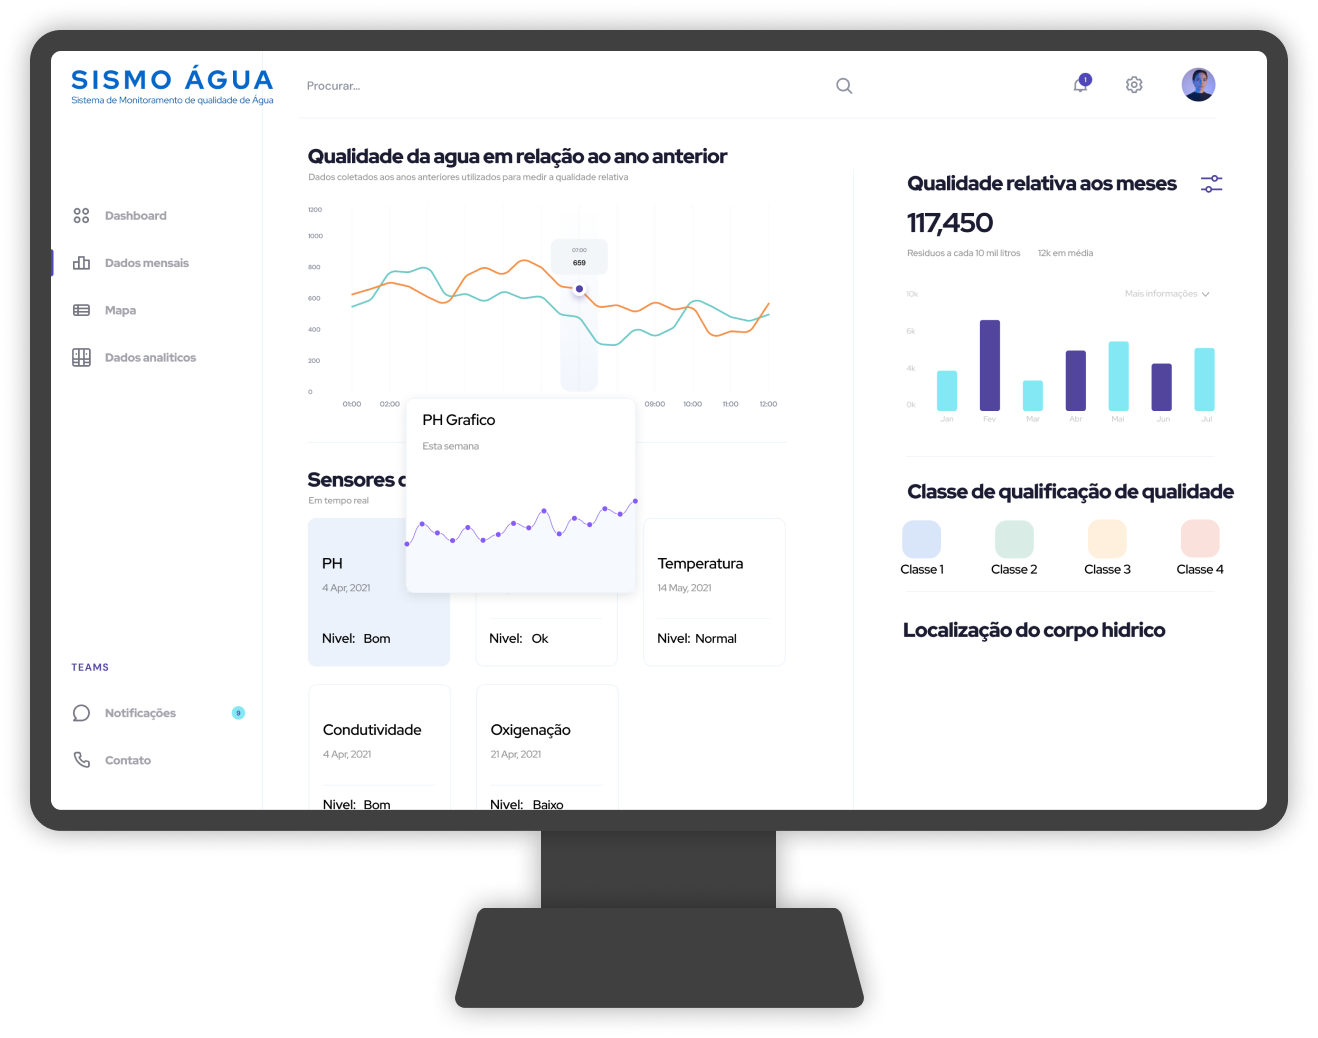 SISMO ÁGUA
Sistema de Monitoramento de qualidade de Água
Procurar...
1
Dashboard
Dados mensais
Mapa
Dados analiticos
TEAMS
Notificações
9
Contato
Qualidade da agua em relação ao ano anterior
Dados coletados aos anos anteriores utilizados para medir a qualidade relativa
1200
1000
800
600
400
200
0
07:00
659
01:00 02:00 09:00 10:00 11:00 12:00
PH Grafico
Esta semana
Sensores
Em tempo real
PH
4 Apr, 2021
Nivel: Bom
Nivel: Ok
Temperatura
14 May, 2021
Nivel: Normal
Condutividade
4 Apr, 2021
Nivel: Bom
Oxigenação
21 Apr, 2021
Nivel: Baixo
Qualidade relativa aos meses
117,450
Resíduos a cada 10 mil litros 12k em média
Mais informações
10k
6k
4k
0k
Jan Fev Mar Abr Mai Jun Jul
Classe de qualificação de qualidade
Classe 1 Classe 2 Classe 3 Classe 4
Localização do corpo hidrico